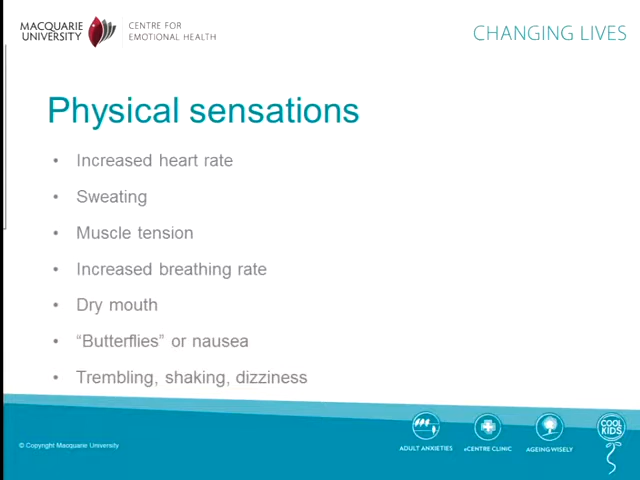 MACQUARIE
UNIVERSITY
CENTRE FOR
EMOTIONAL HEALTH
CHANGING LIVES
Physical sensations
• Increased heart rate
• Sweating
• Muscle tension
• Increased breathing rate
• Dry mouth
• “Butterflies” or nausea
• Trembling, shaking, dizziness
© Copyright Macquarie University
ADULT ANXIETIES
eCENTRE CLINIC
AGEING WISELY
COOL
KIDS